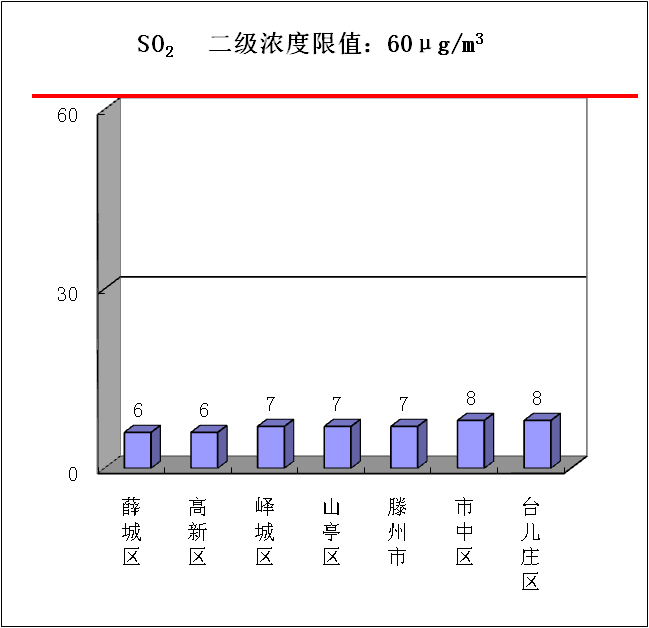 SO₂ 二级浓度限值：60μg/m³
60
30
0
6
6
7
7
7
8
8
薛城区
高新区
峄城区
山亭区
滕州市
市中区
台儿庄区